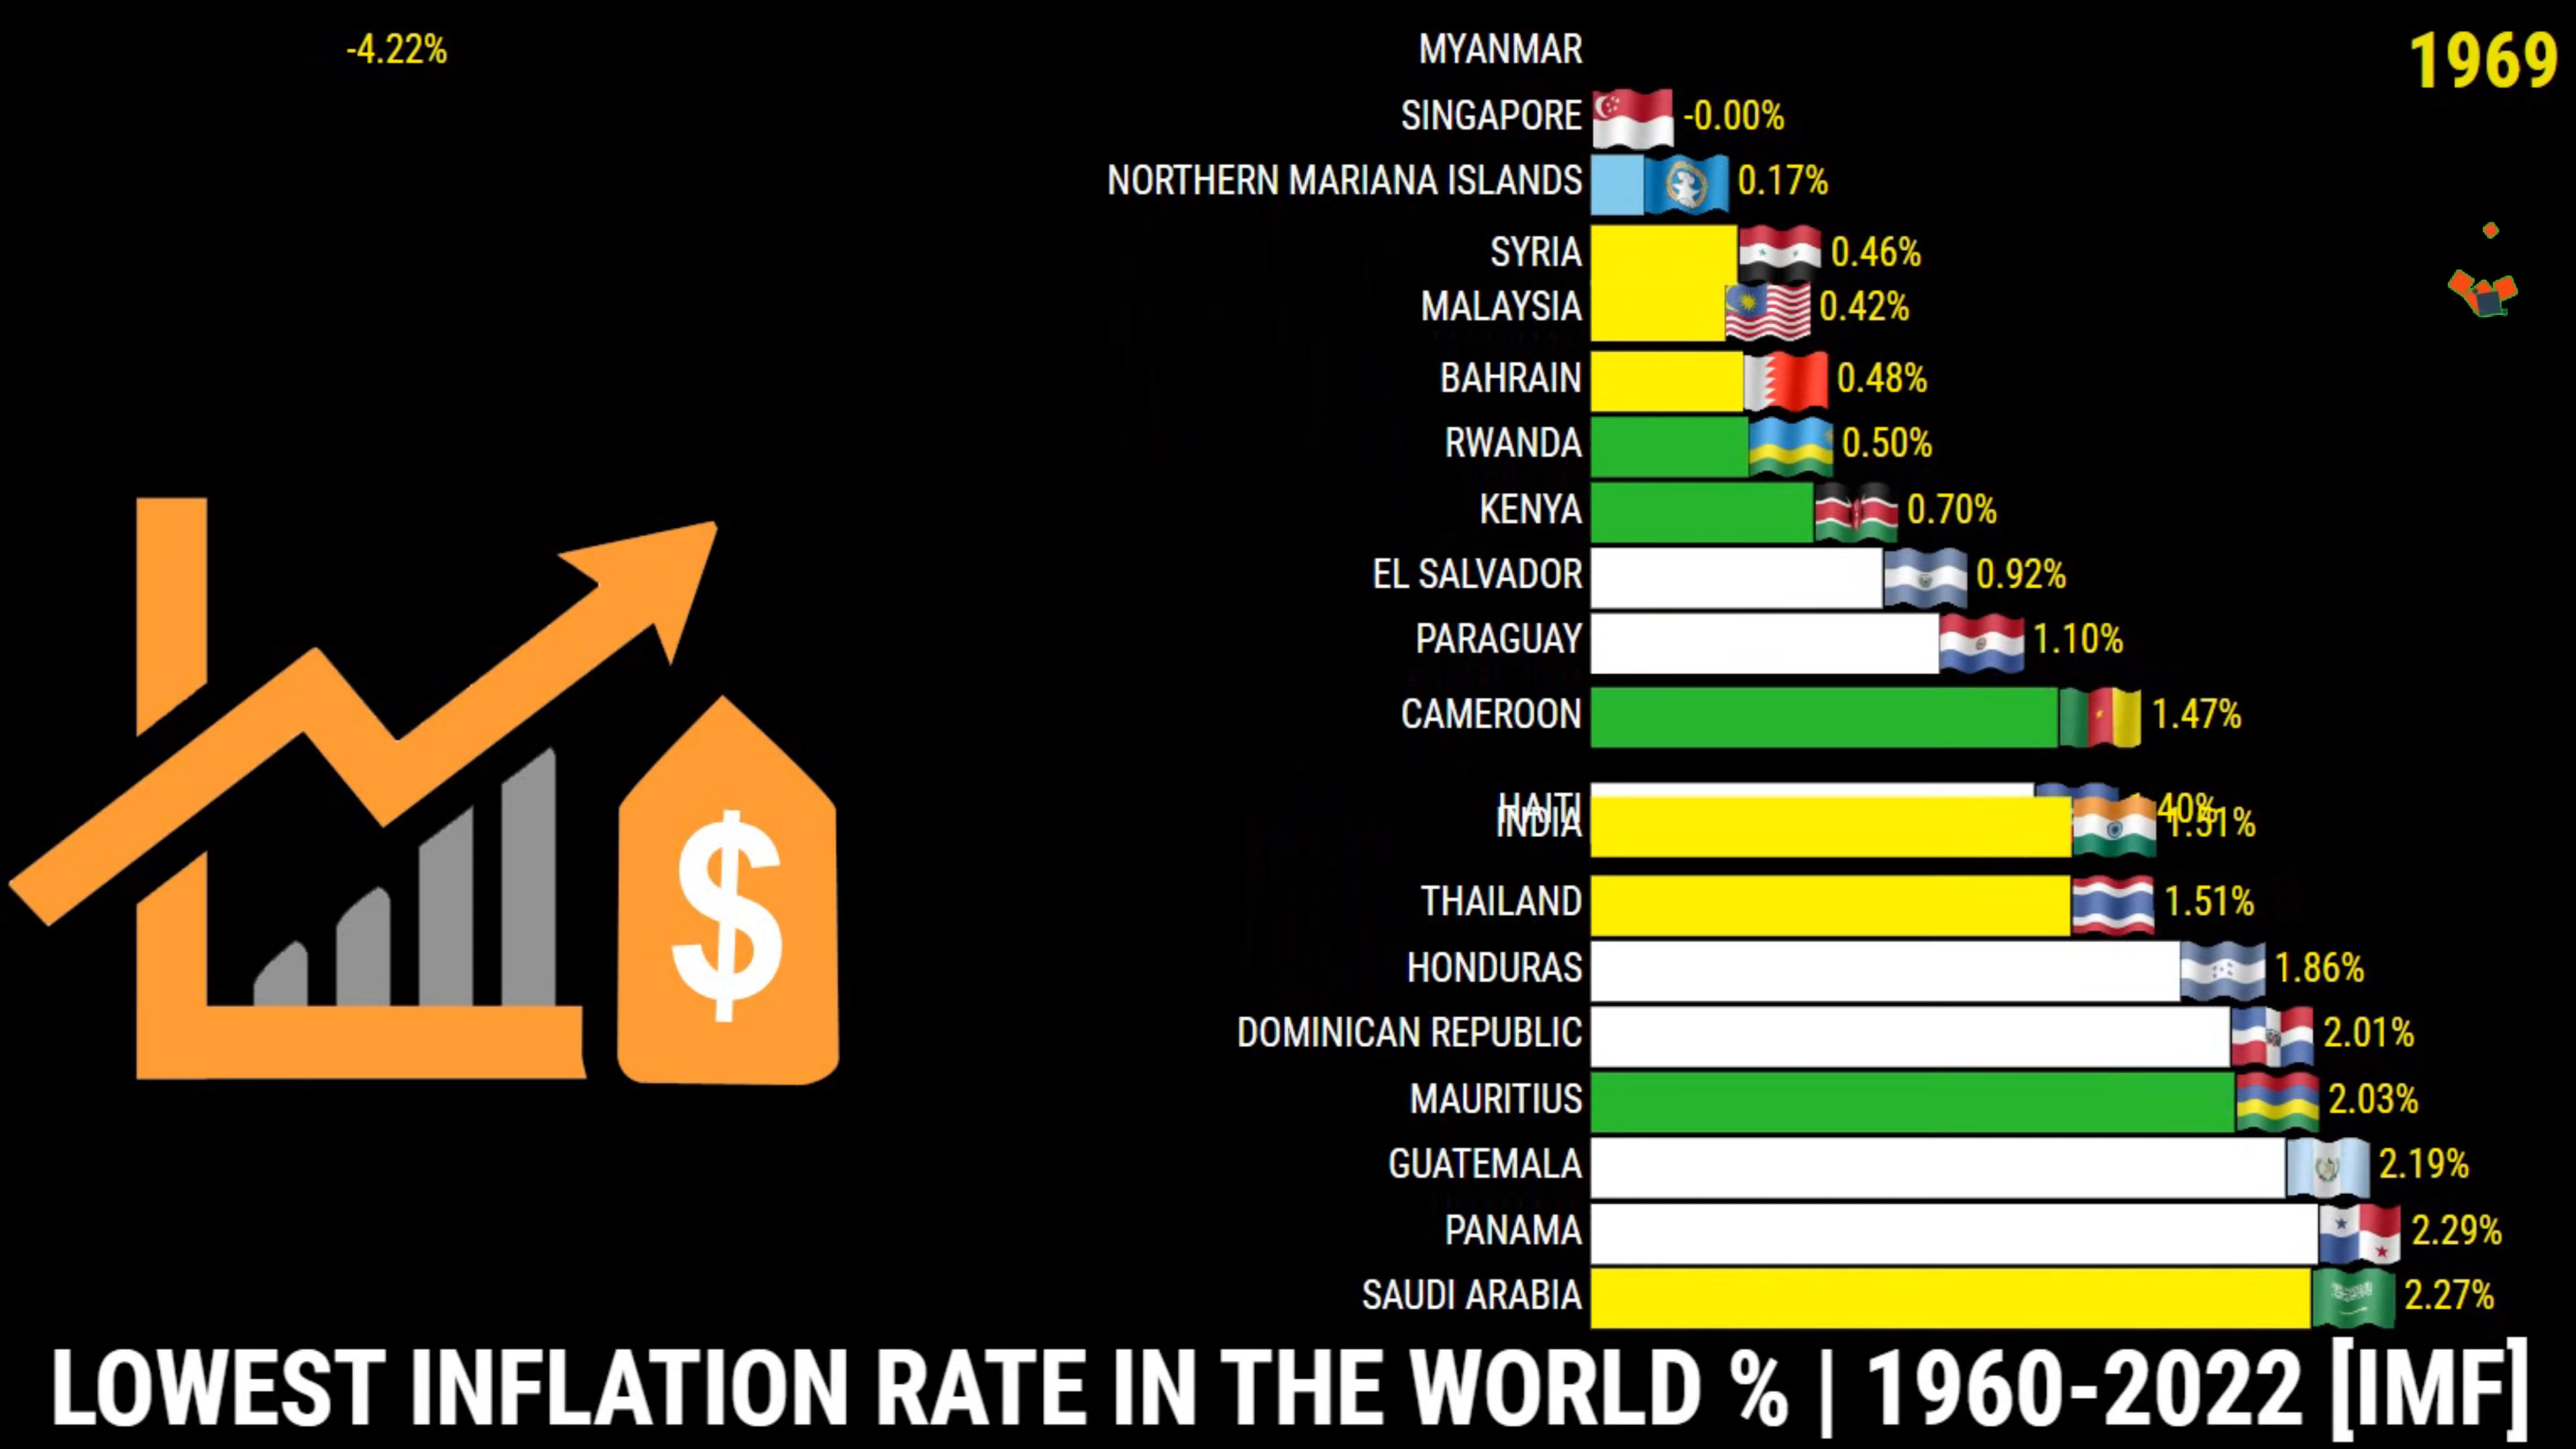 -4.22% MYANMAR 1969
SINGAPORE -0.00%
NORTHERN MARIANA ISLANDS 0.17%
SYRIA 0.46%
MALAYSIA 0.42%
BAHRAIN 0.48%
RWANDA 0.50%
KENYA 0.70%
EL SALVADOR 0.92%
PARAGUAY 1.10%
CAMEROON 1.47%
HAITI
INDIA 1.51%
THAILAND 1.51%
HONDURAS 1.86%
DOMINICAN REPUBLIC 2.01%
MAURITIUS 2.03%
GUATEMALA 2.19%
PANAMA 2.29%
SAUDI ARABIA 2.27%
$
LOWEST INFLATION RATE IN THE WORLD % | 1960-2022 [IMF]